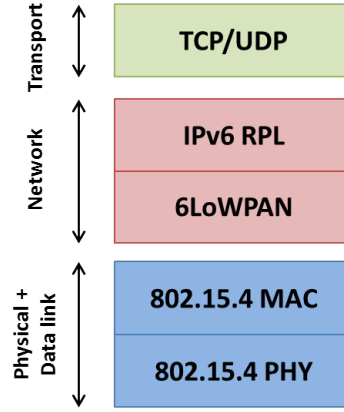 Transport
TCP/UDP
Network
IPv6 RPL
6LoWPAN
Physical +
Data link
802.15.4 MAC
802.15.4 PHY